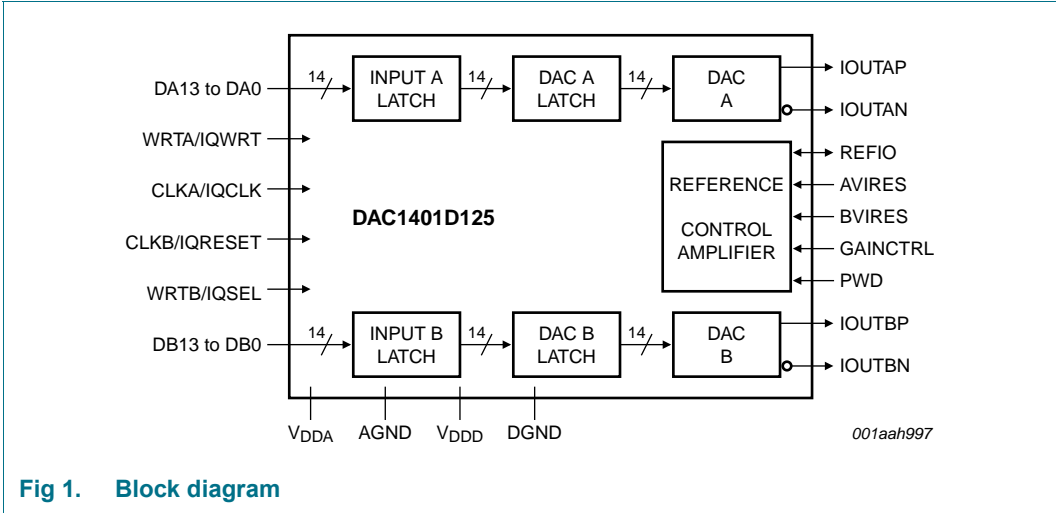 DA13 to DA0
14
INPUT A
LATCH
14
DAC A
LATCH
14
DAC
A
IOUTAP
IOUTAN
WRTA/IQWRT
CLKA/IQCLK
CLKB/IQRESET
WRTB/IQSEL
DAC1401D125
REFERENCE
CONTROL
AMPLIFIER
REFIO
AVIRES
BVIRES
GAINCTRL
PWD
DB13 to DB0
14
INPUT B
LATCH
14
DAC B
LATCH
14
DAC
B
IOUTBP
IOUTBN
VDDA
AGND
VDDD
DGND
001aah997
Fig 1. Block diagram